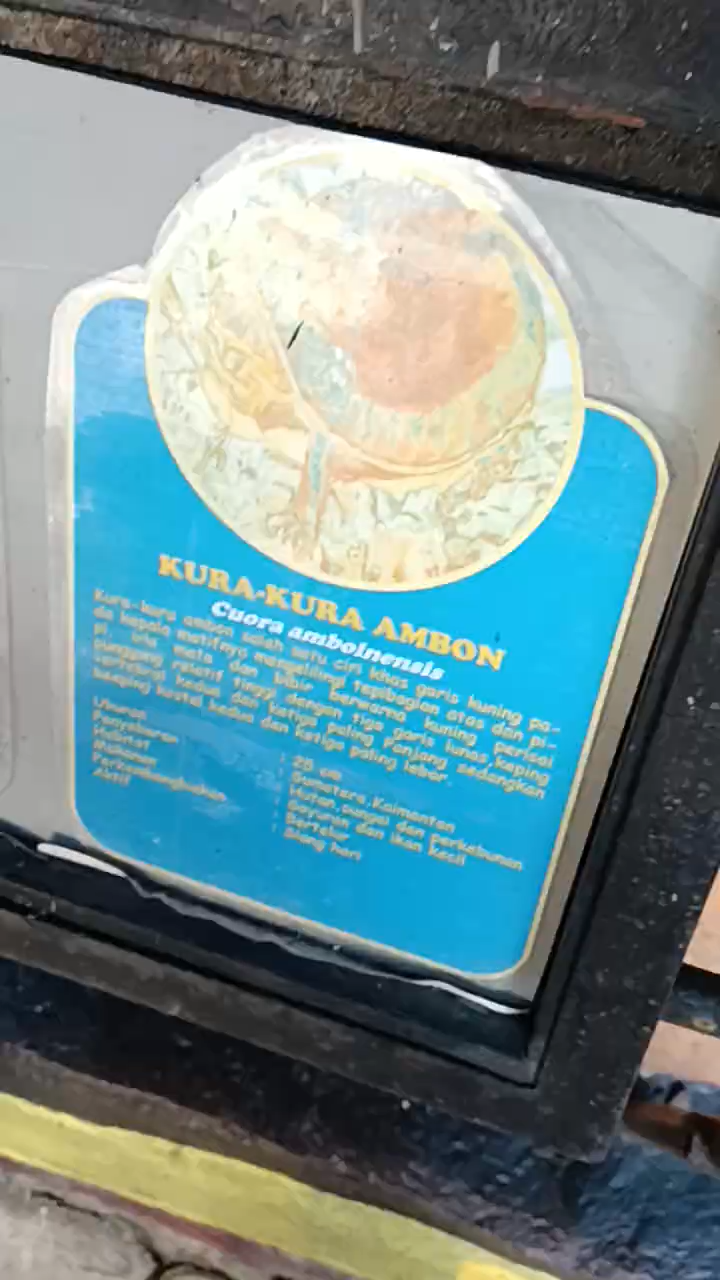 KURA-KURA AMBON
Cuora amboinensis
Kura-kura ambon salah satu ciri khas garis kuning pa-
da kepala motifnya mengelilingi tepibagian atas dan pi-
pi, iris mata dan bibir berwarna kuning perisai
punggung relatif tinggi dengan tiga garis lunas,keping
vertebral kedua dan ketiga paling panjang sedangkan
keeping kostal kedua dan ketiga paling lebar.
Ukuran : 25 cm
Penyebaran : Sumatera,Kalimantan
Habitat : Hutan,sungai dan perkebunan
Makanan : Sayuran dan ikan kecil
Perkembangbiakan : Bertelur
Aktif : Siang hari